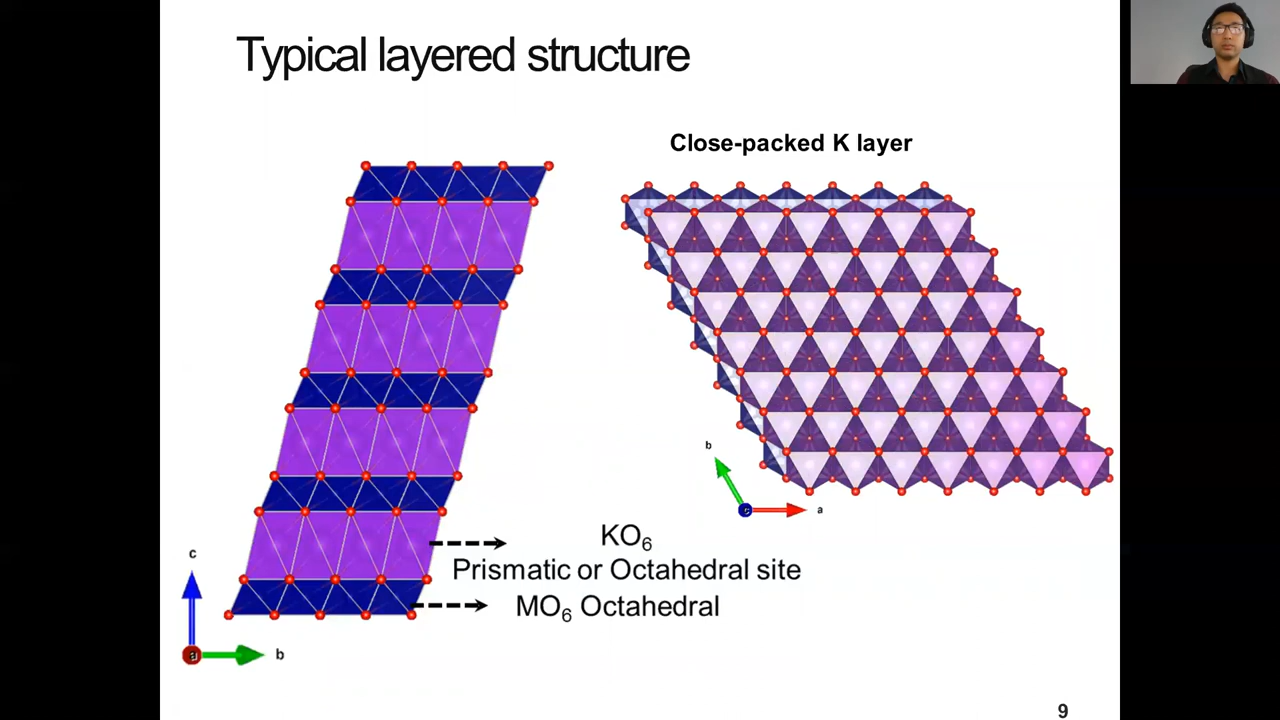 Typical layered structure
Close-packed K layer
b
a
c
KO₆
Prismatic or Octahedral site
MO₆ Octahedral
a
b
9